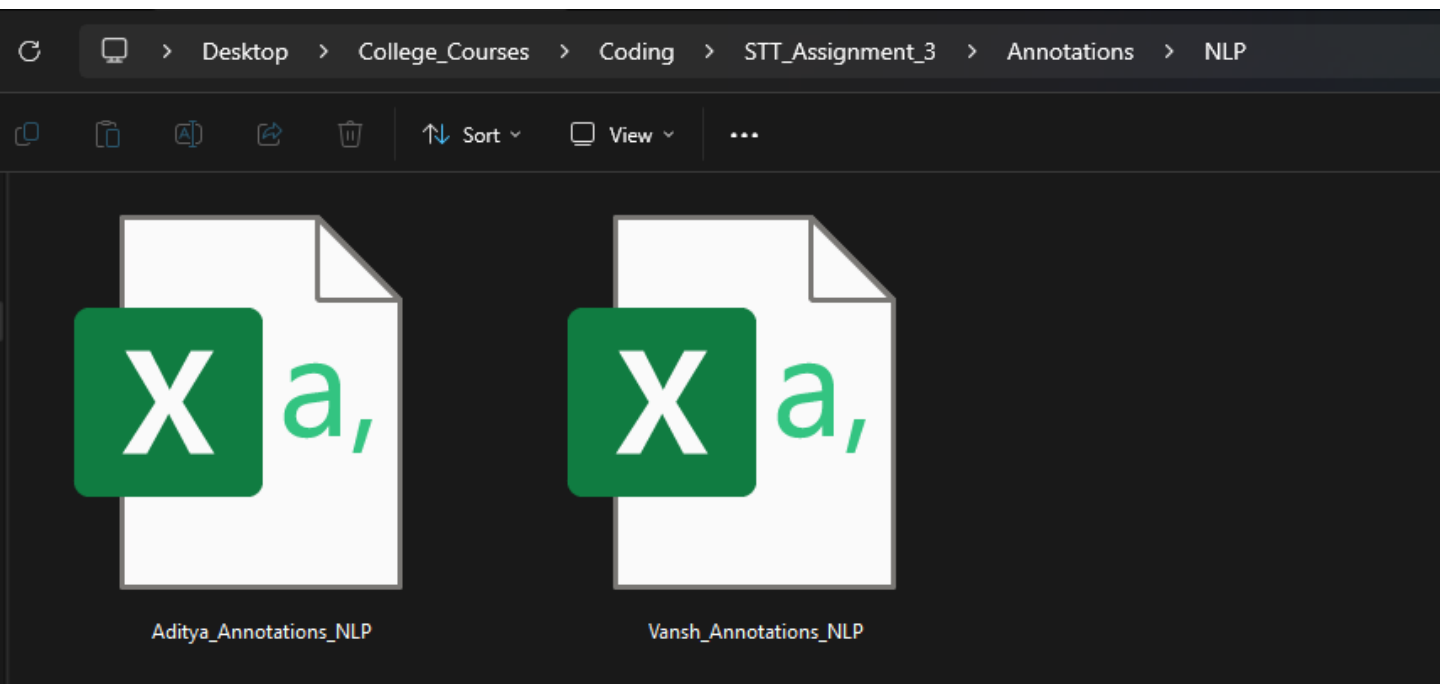 Desktop > College_Courses > Coding > STT_Assignment_3 > Annotations > NLP
Sort View
X a, X a,
Aditya_Annotations_NLP Vansh_Annotations_NLP